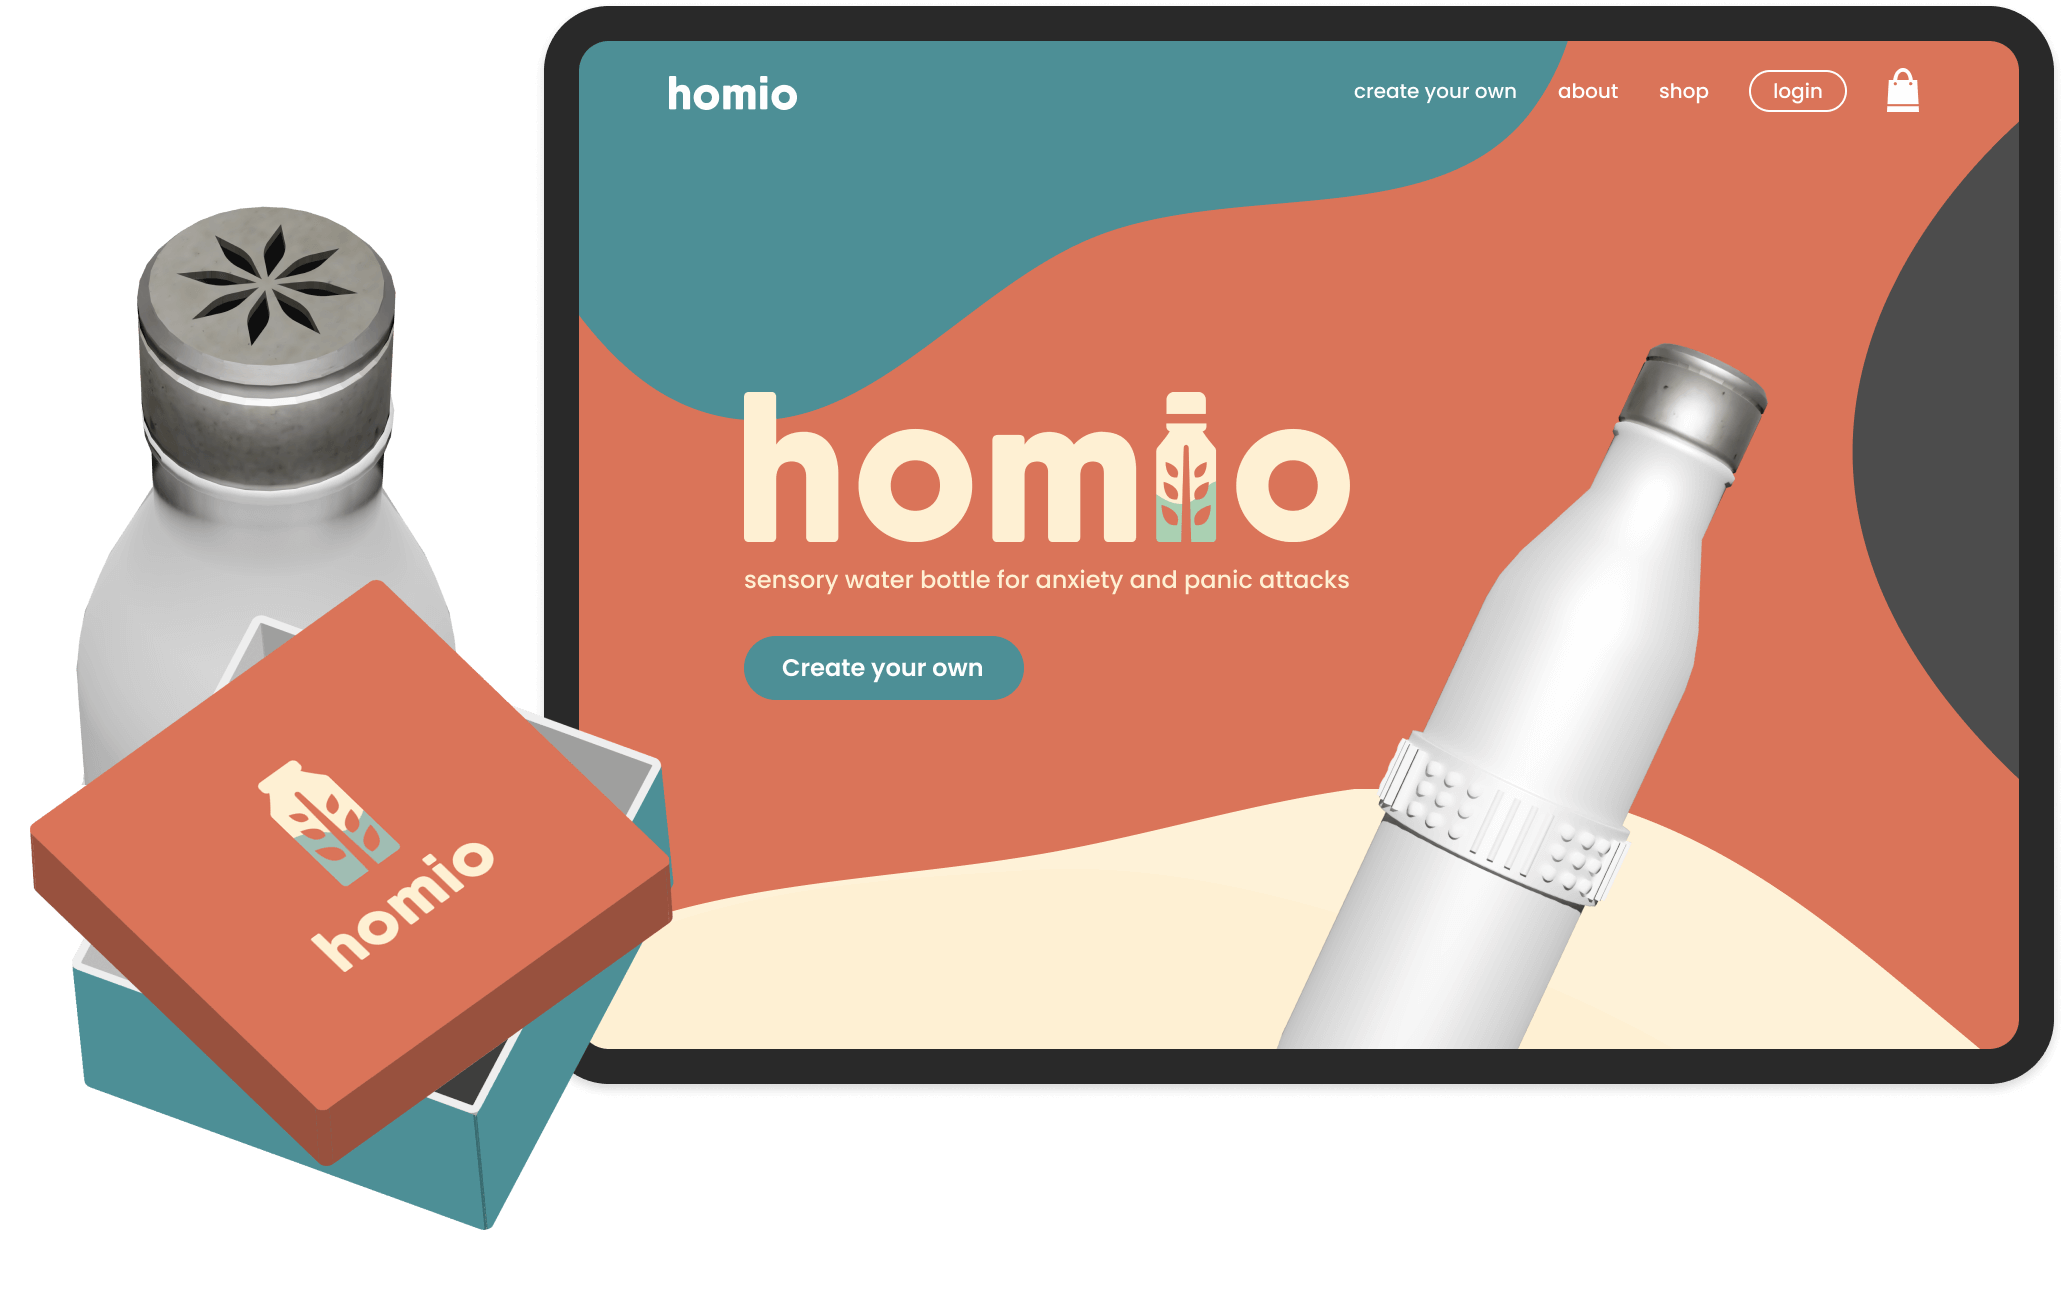 homio
create your own
about
shop
login
homio
sensory water bottle for anxiety and panic attacks
Create your own
homio